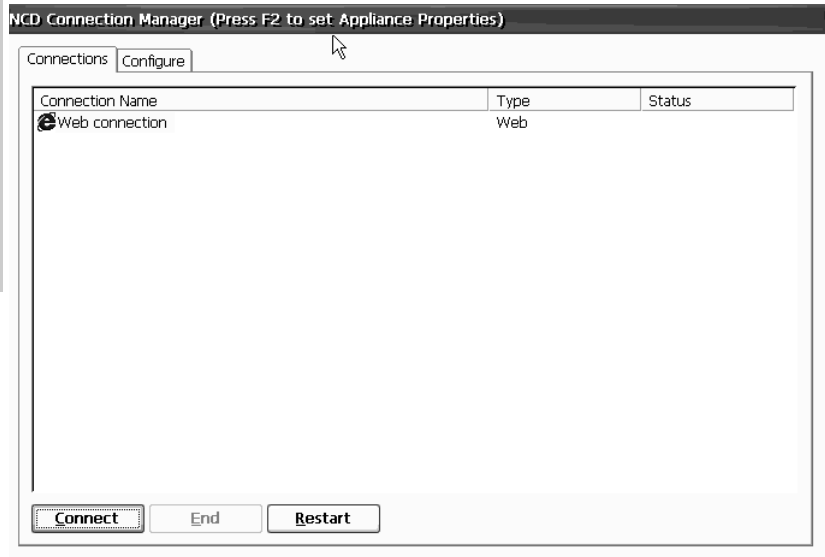 NCD Connection Manager (Press F2 to set Appliance Properties)
Connections Configure
Connection Name Type Status
Web connection Web
Connect End Restart